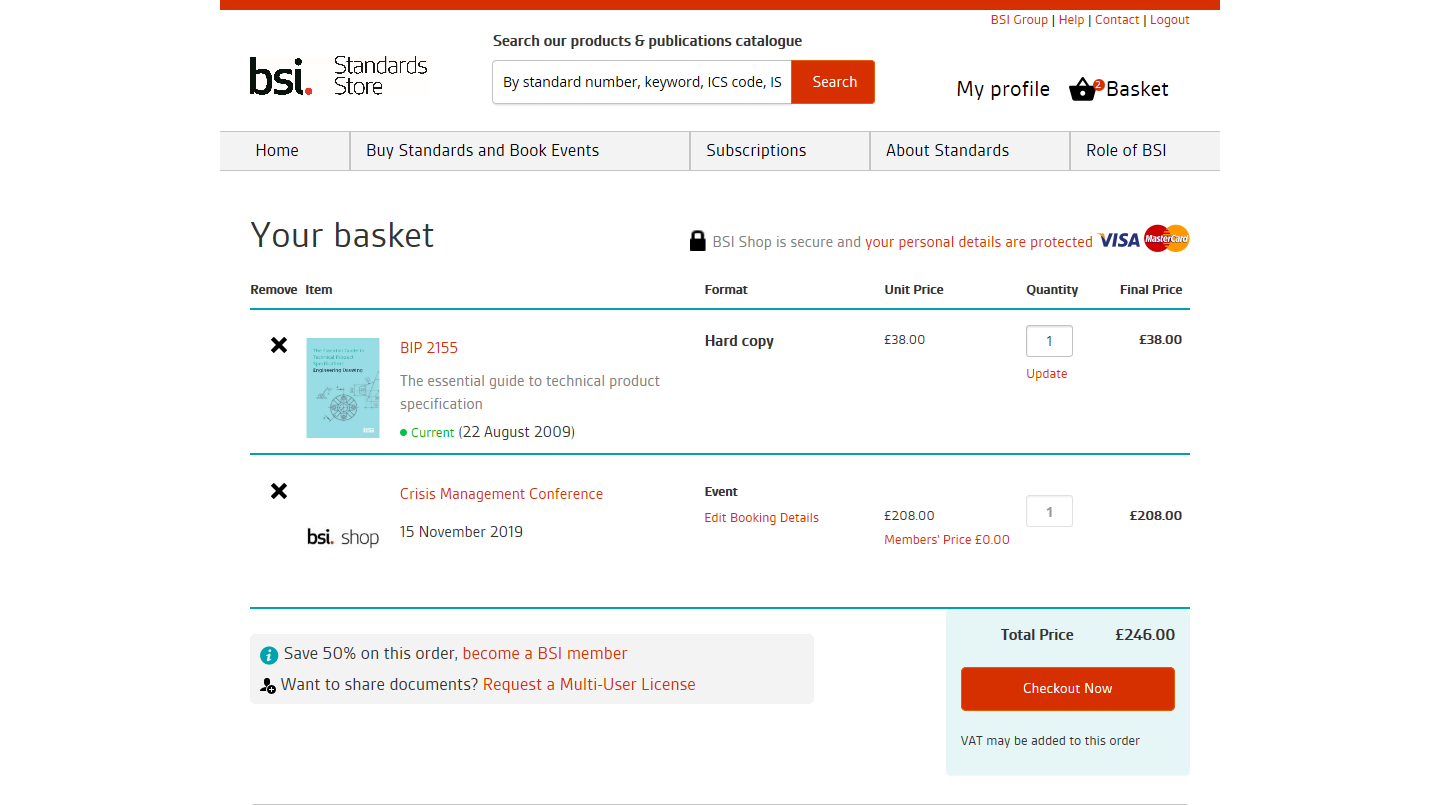 BSI Group | Help | Contact | Logout
Search our products & publications catalogue
bsi. Standards Store
By standard number, keyword, ICS code, IS
Search
My profile
2
Basket
Home
Buy Standards and Book Events
Subscriptions
About Standards
Role of BSI
Your basket
BSI Shop is secure and your personal details are protected
VISA
MasterCard
Remove Item Format Unit Price Quantity Final Price
The Essential Guide to
Technical Product
Specification
Engineering Drawing
bsi
BIP 2155
The essential guide to technical product
specification
Current (22 August 2009)
Hard copy
£38.00
1
Update
£38.00
bsi. shop
Crisis Management Conference
15 November 2019
Event
Edit Booking Details
£208.00
Members' Price £0.00
1
£208.00
Total Price £246.00
Checkout Now
VAT may be added to this order
Save 50% on this order, become a BSI member
Want to share documents? Request a Multi-User License